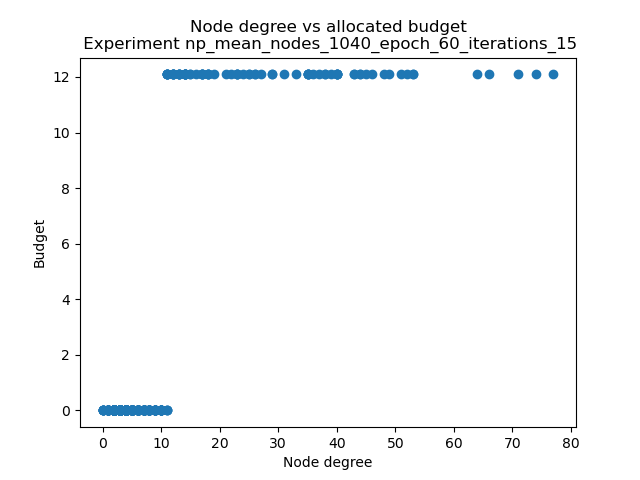 Node degree vs allocated budget
Experiment np_mean_nodes_1040_epoch_60_iterations_15
12
10
8
6
4
2
0
Budget
0 10 20 30 40 50 60 70 80
Node degree